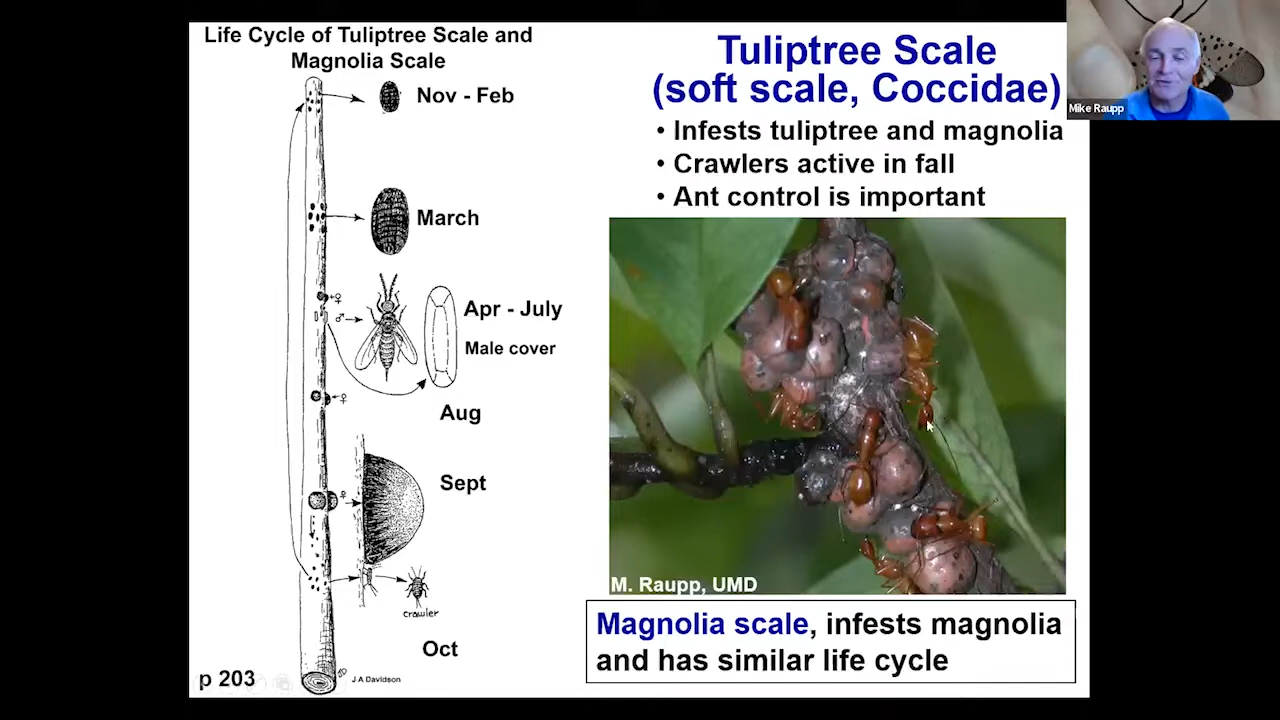 Life Cycle of Tuliptree Scale and
Magnolia Scale
Nov - Feb
March
♀
♂
Apr - July
Male cover
♀
Aug
♀
Sept
crawler
Oct
p 203
J A Davidson
Tuliptree Scale
(soft scale, Coccidae)
• Infests tuliptree and magnolia
• Crawlers active in fall
• Ant control is important
M. Raupp, UMD
Magnolia scale, infests magnolia
and has similar life cycle
Mike Raupp